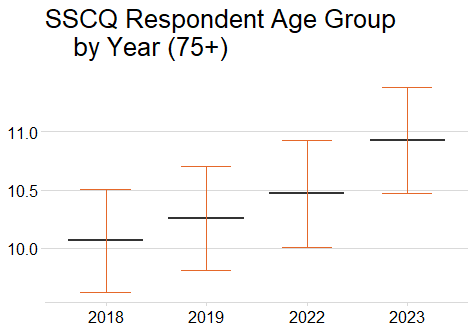 SSCQ Respondent Age Group
by Year (75+)
11.0
10.5
10.0
2018 2019 2022 2023